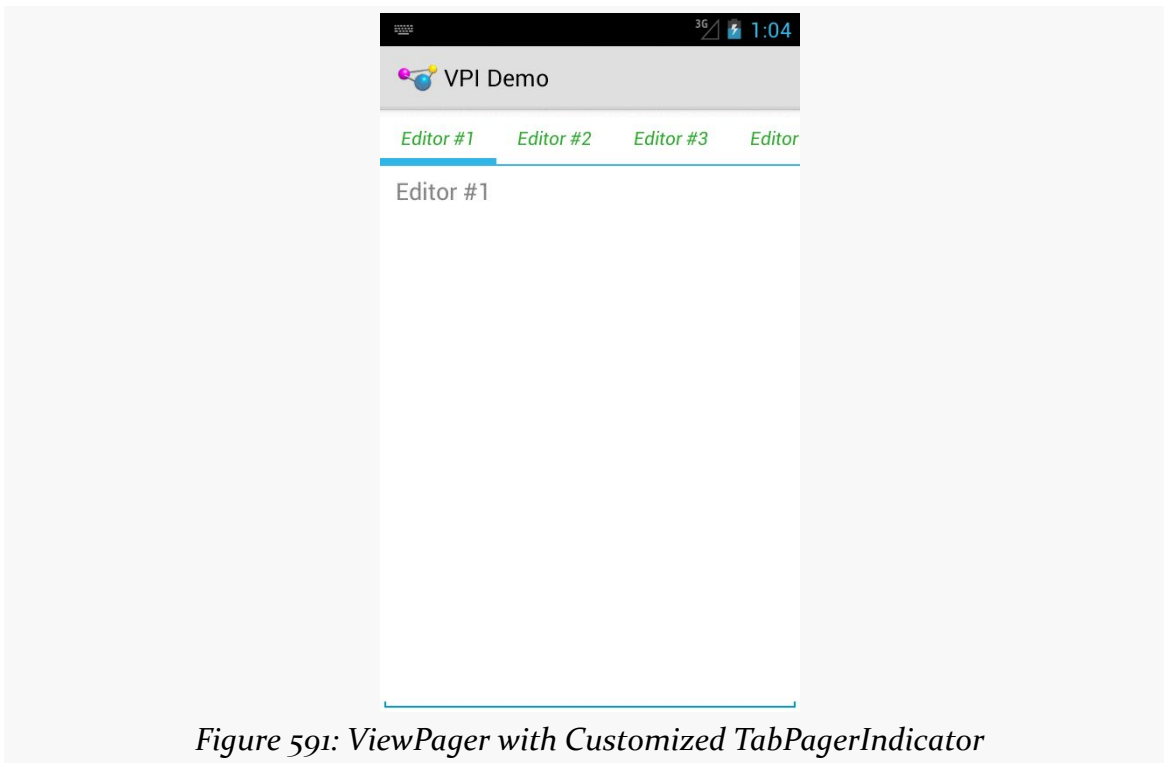 3G 1:04
VPI Demo
Editor #1 Editor #2 Editor #3 Editor
Editor #1
Figure 591: ViewPager with Customized TabPagerIndicator